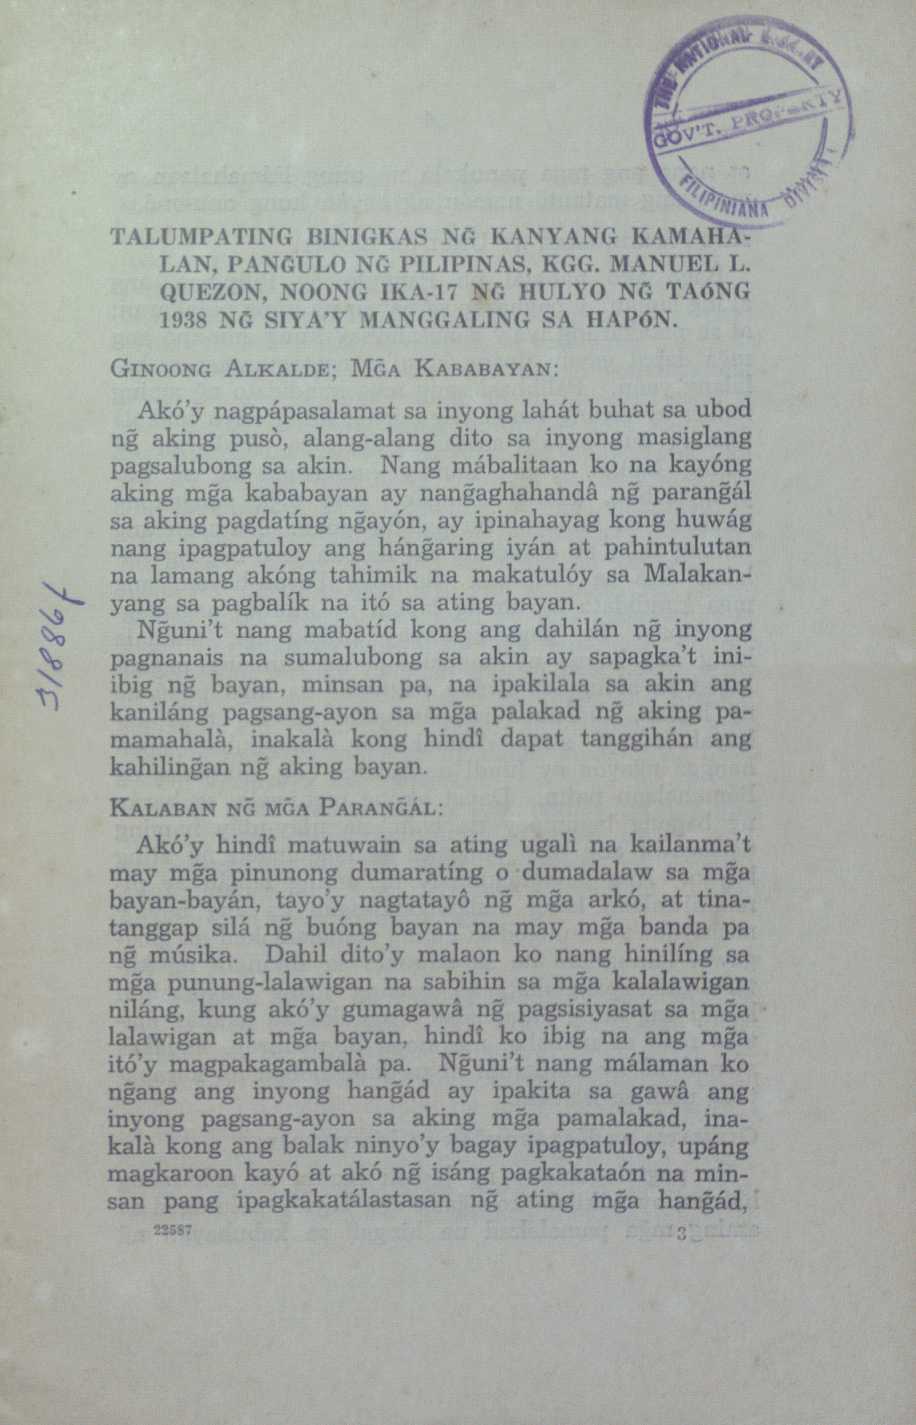 THE NATIONAL LIBRARY
GOV'T. PROPERTY
FILIPINIANA DIVISION
TALUMPATING BINIGKAS NG̃ KANYANG KAMAHA-
LAN, PANG̃ULO NG̃ PILIPINAS, KGG. MANUEL L.
QUEZON, NOONG IKA-17 NG̃ HULYO NG̃ TAÓNG
1938 NG̃ SIYA'Y MANGGALING SA HAPÓN.
GINOONG ALKALDE; MG̃A KABABAYAN:
Akó'y nagpápasalamat sa inyong lahát buhat sa ubod
ng̃ aking pusò, alang-alang dito sa inyong masiglang
pagsalubong sa akin. Nang mábalitaan ko na kayóng
aking mg̃a kababayan ay nang̃aghahandâ ng̃ parang̃ál
sa aking pagdatíng ng̃ayón, ay ipinahayag kong huwág
nang ipagpatuloy ang háng̃aring iyán at pahintulutan
na lamang akóng tahimik na makatulóy sa Malakan-
yang sa pagbalík na itó sa ating bayan.
Ng̃uni't nang mabatíd kong ang dahilán ng̃ inyong
pagnanais na sumalubong sa akin ay sapagka't ini-
ibig ng̃ bayan, minsan pa, na ipakilala sa akin ang
kaniláng pagsang-ayon sa mg̃a palakad ng̃ aking pa-
mamahalà, inakalà kong hindî dapat tanggihán ang
kahiling̃an ng̃ aking bayan.
KALABAN NG̃ MG̃A PARANG̃ÁL:
Akó'y hindî matuwain sa ating ugalì na kailanma't
may mg̃a pinunong dumaratíng o dumadalaw sa mg̃a
bayan-bayán, tayo'y nagtatayô ng̃ mg̃a arkó, at tina-
tanggap silá ng̃ buóng bayan na may mg̃a banda pa
ng̃ músika. Dahil dito'y malaon ko nang hinilíng sa
mg̃a punung-lalawigan na sabihin sa mg̃a kalalawigan
niláng, kung akó'y gumagawâ ng̃ pagsisiyasat sa mg̃a
lalawigan at mg̃a bayan, hindî ko ibig na ang mg̃a
itó'y magpakagambalà pa. Ng̃uni't nang málaman ko
ng̃ang ang inyong hang̃ád ay ipakita sa gawâ ang
inyong pagsang-ayon sa aking mg̃a pamalakad, ina-
kalà kong ang balak ninyo'y bagay ipagpatuloy, upáng
magkaroon kayó at akó ng̃ isáng pagkakataón na min-
san pang ipagkakatálastasan ng̃ ating mg̃a hang̃ád,
22587 3
31886f